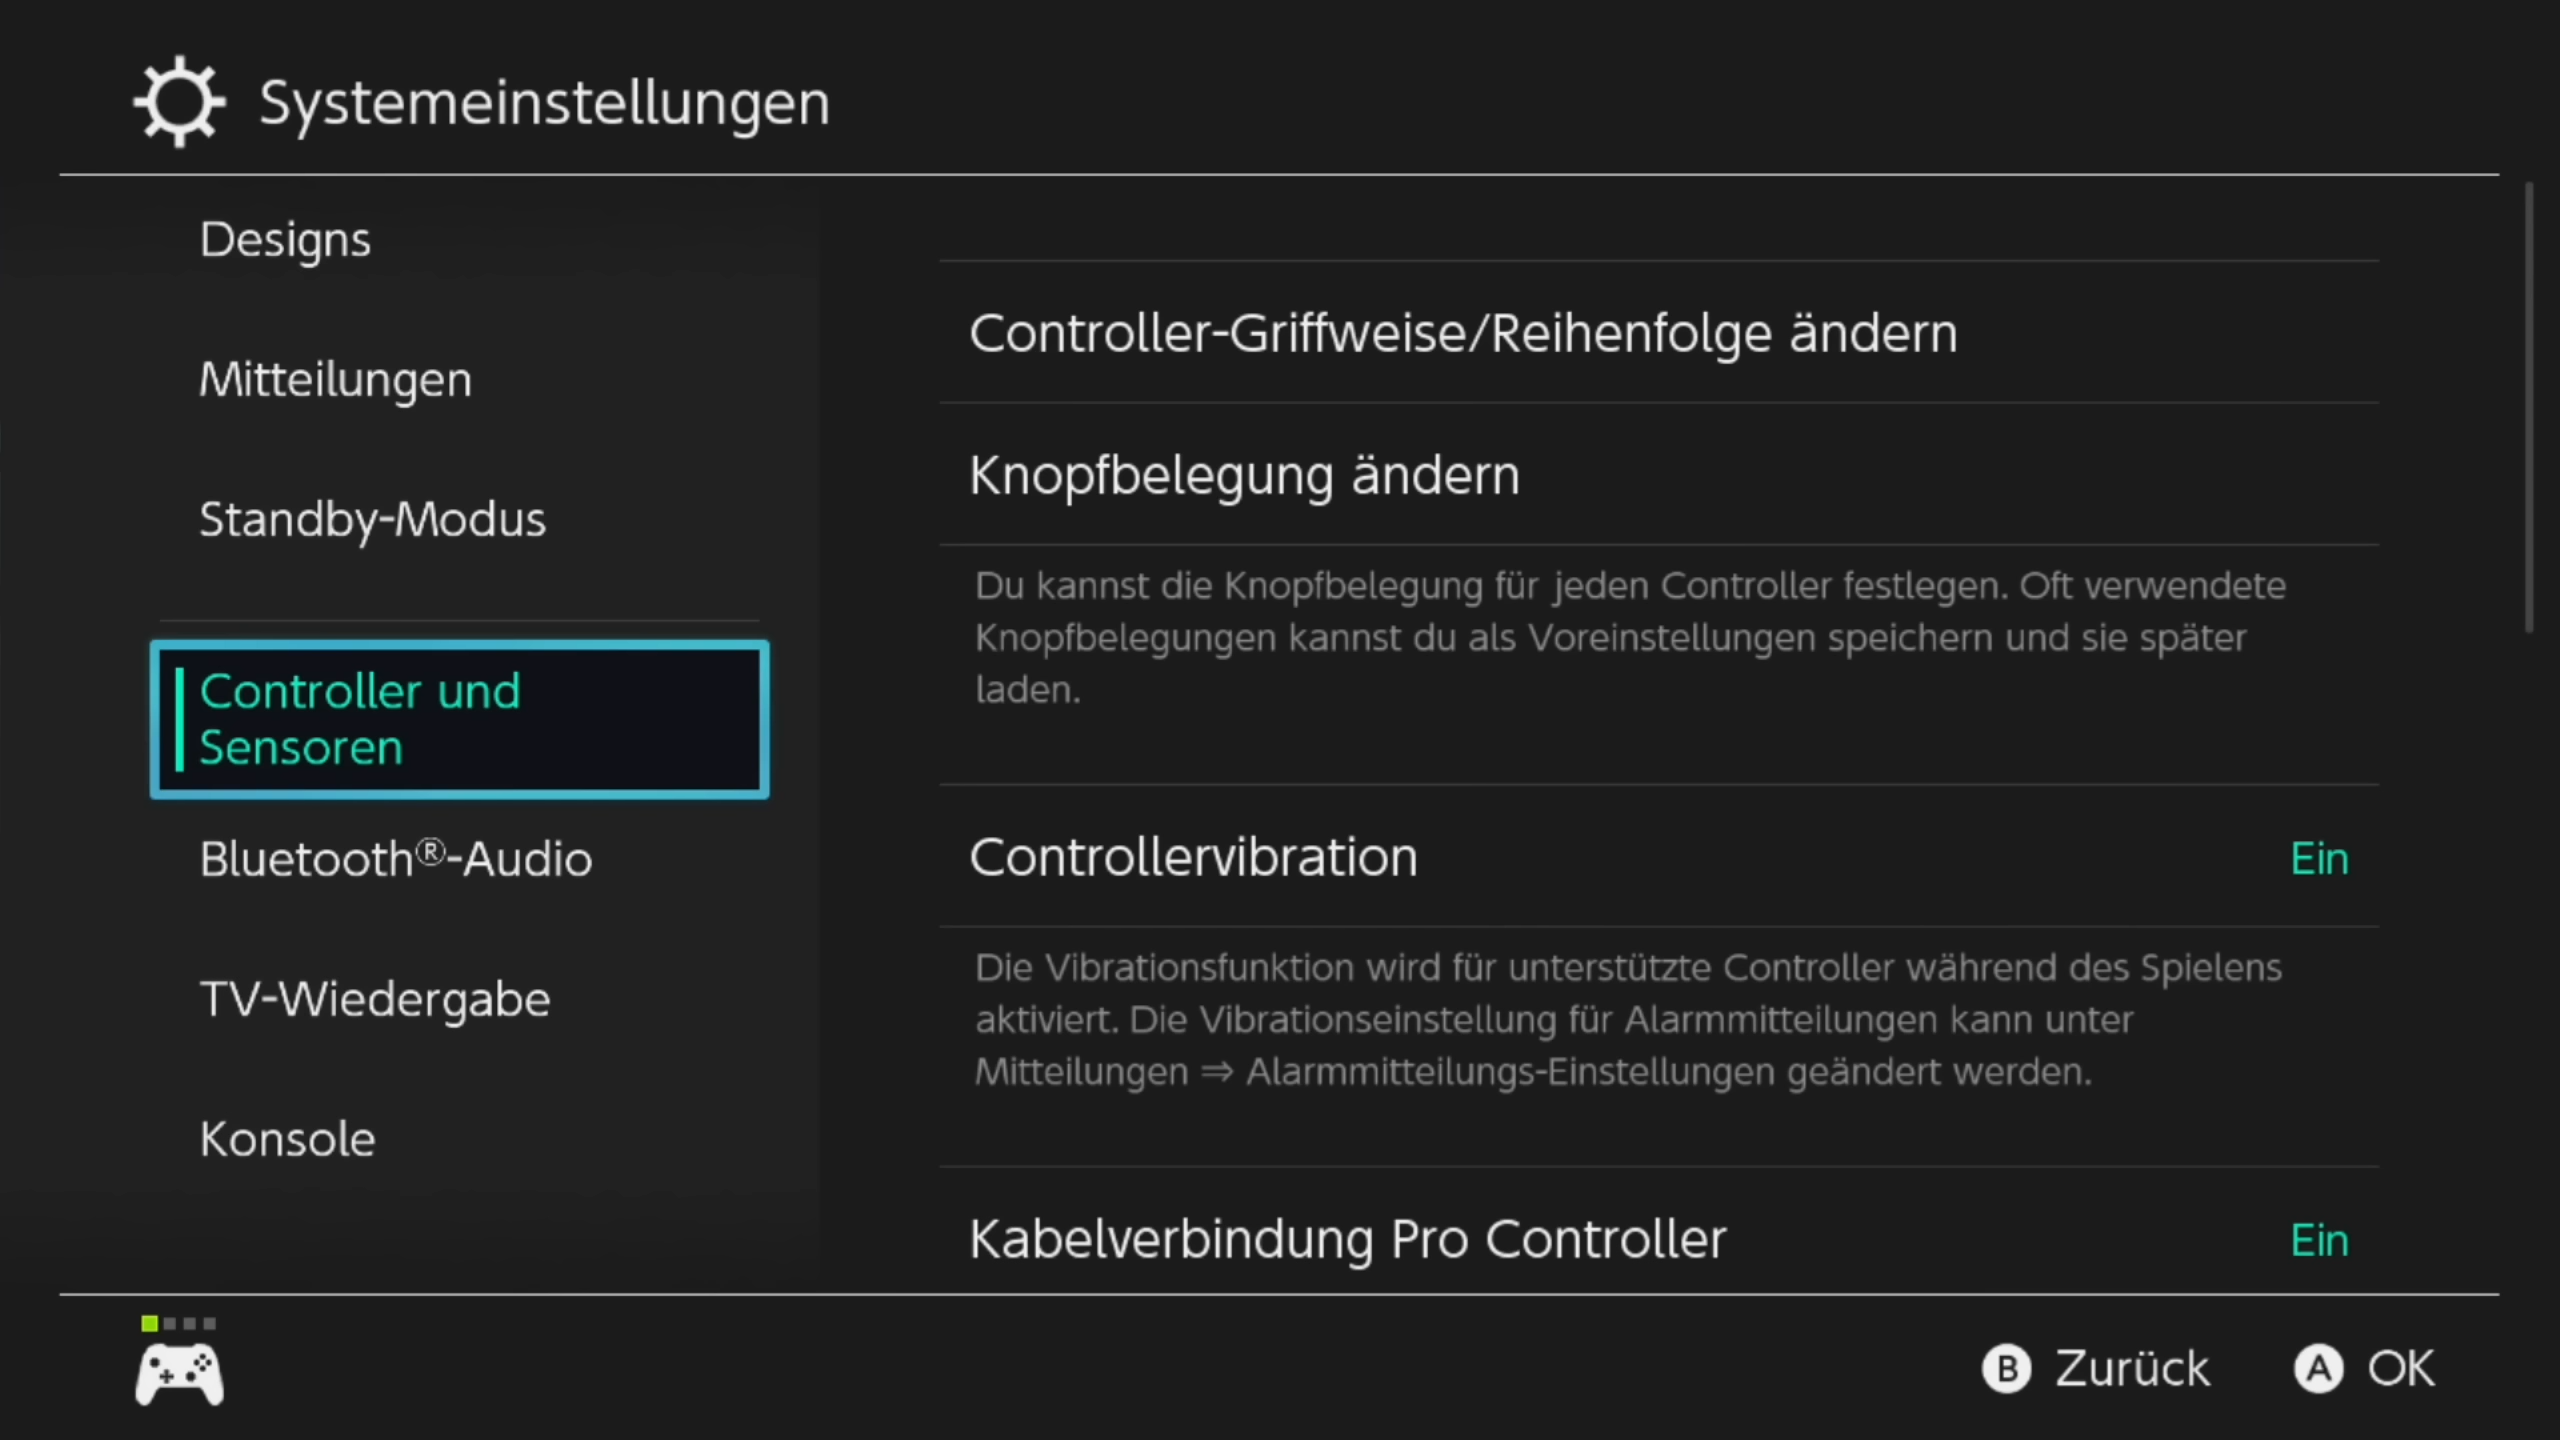 Systemeinstellungen
Designs
Mitteilungen
Standby-Modus
Controller und
Sensoren
Bluetooth®-Audio
TV-Wiedergabe
Konsole
Controller-Griffweise/Reihenfolge ändern
Knopfbelegung ändern
Du kannst die Knopfbelegung für jeden Controller festlegen. Oft verwendete
Knopfbelegungen kannst du als Voreinstellungen speichern und sie später
laden.
Controllervibration Ein
Die Vibrationsfunktion wird für unterstützte Controller während des Spielens
aktiviert. Die Vibrationseinstellung für Alarmmitteilungen kann unter
Mitteilungen ⇒ Alarmmitteilungs-Einstellungen geändert werden.
Kabelverbindung Pro Controller Ein
B Zurück A OK